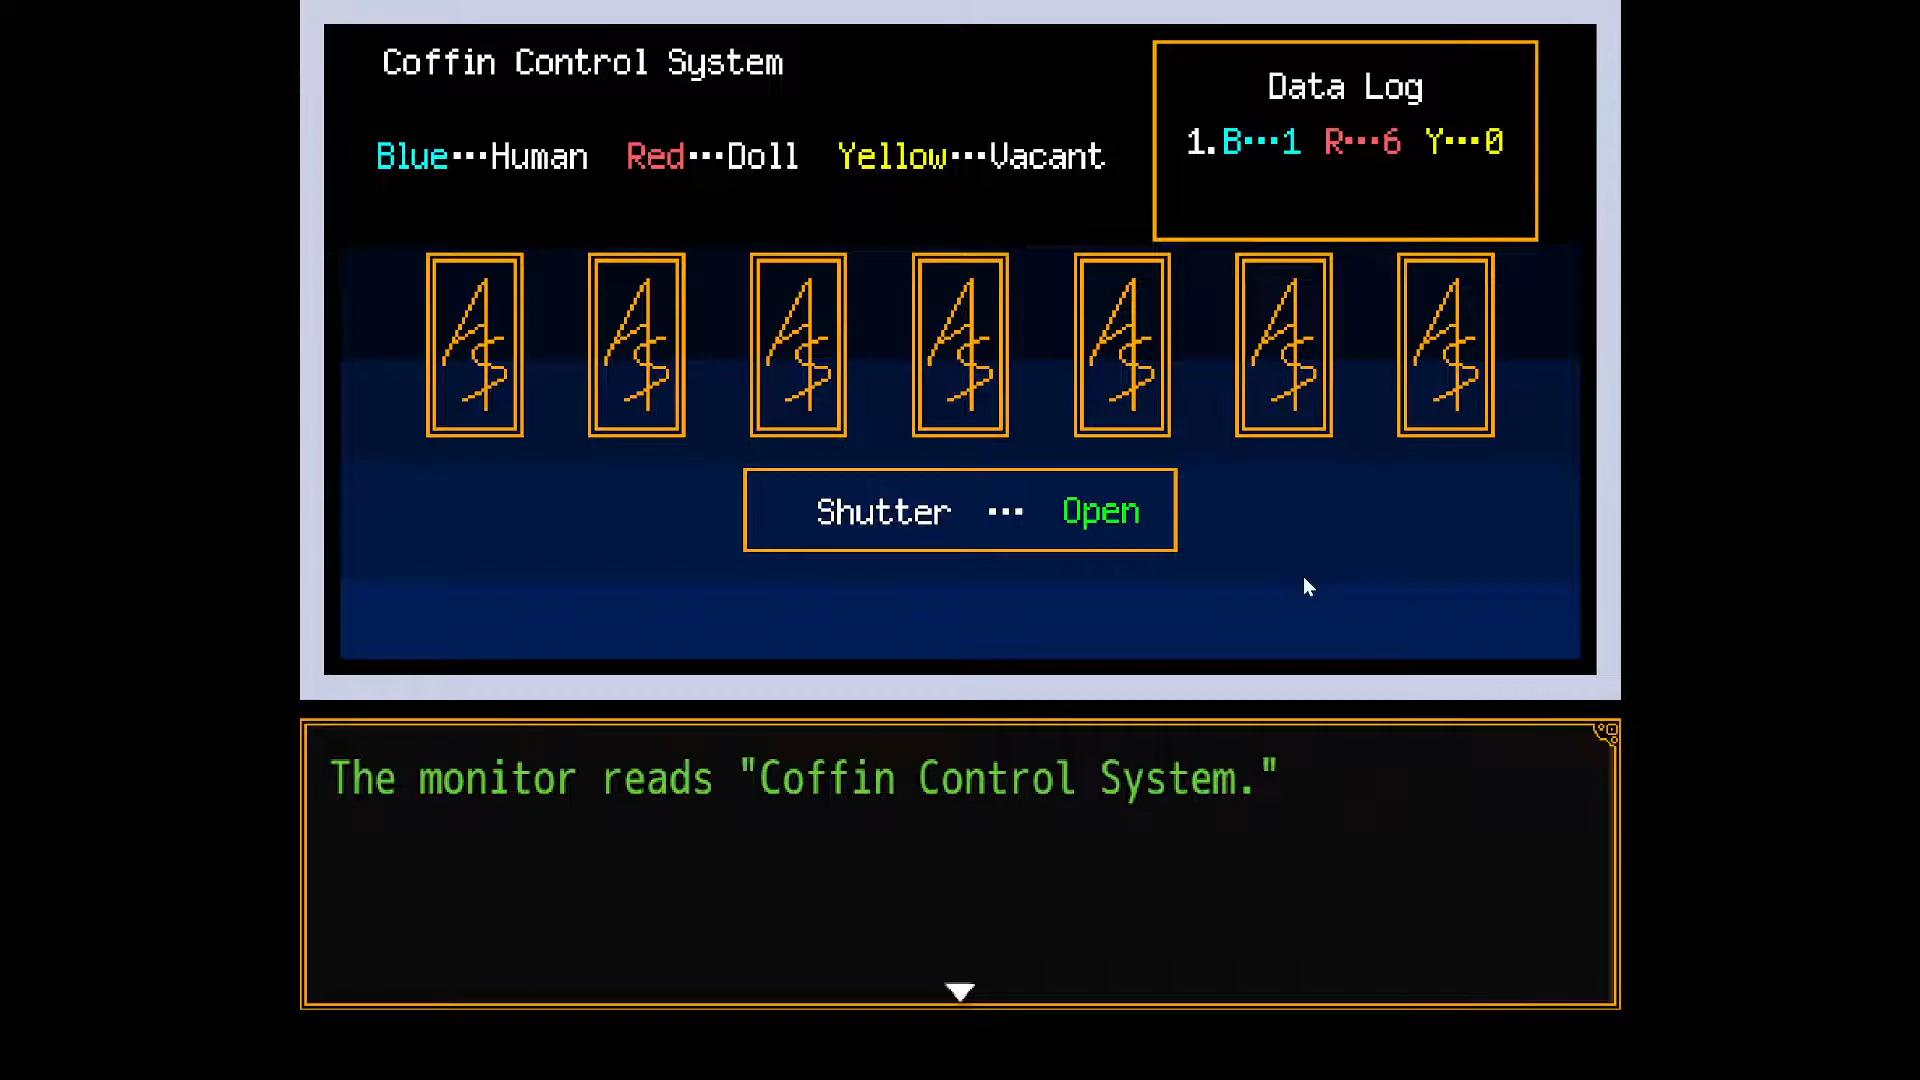 Coffin Control System
Data Log
1.B…1 R…6 Y…0
Blue…Human Red…Doll Yellow…Vacant
Shutter … Open
The monitor reads "Coffin Control System."